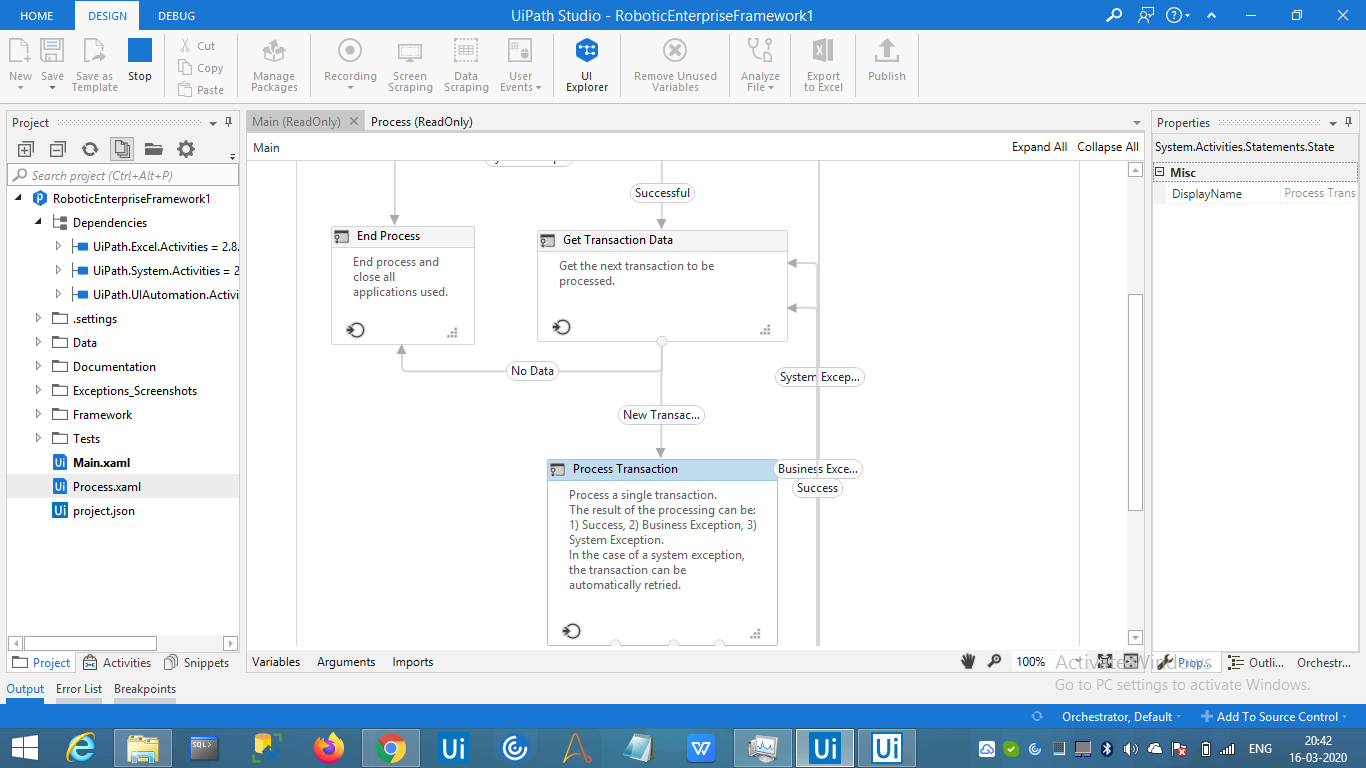 HOME DESIGN DEBUG UiPath Studio - RoboticEnterpriseFramework1
New Save Save as Template Stop
Cut
Copy
Paste
Manage Packages
Recording Screen Scraping Data Scraping User Events
UI Explorer
Remove Unused Variables
Analyze File
Export to Excel
Publish
Project
Search project (Ctrl+Alt+P)
RoboticEnterpriseFramework1
Dependencies
UiPath.Excel.Activities = 2.8.
UiPath.System.Activities = 2
UiPath.UIAutomation.Activi
.settings
Data
Documentation
Exceptions_Screenshots
Framework
Tests
Main.xaml
Process.xaml
project.json
Project Activities Snippets
Main (ReadOnly) Process (ReadOnly)
Main Expand All Collapse All
Successful
End Process
End process and
close all
applications used.
Get Transaction Data
Get the next transaction to be
processed.
No Data
System Excep...
New Transac...
Process Transaction
Business Exce...
Success
Process a single transaction.
The result of the processing can be:
1) Success, 2) Business Exception, 3)
System Exception.
In the case of a system exception,
the transaction can be
automatically retried.
Variables Arguments Imports 100%
Properties
System.Activities.Statements.State
Misc
DisplayName Process Trans
Prop... Outli... Orchestr...
Activate Windows
Go to PC settings to activate Windows.
Output Error List Breakpoints
Orchestrator, Default Add To Source Control
SQL>
Ui
W
Ui
Ui
ENG
20:42
16-03-2020